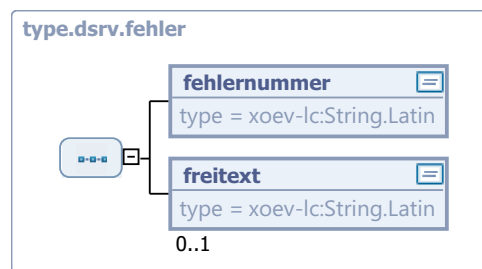 type.dsrv.fehler
fehlernummer
type = xoev-lc:String.Latin
freitext
type = xoev-lc:String.Latin
0..1